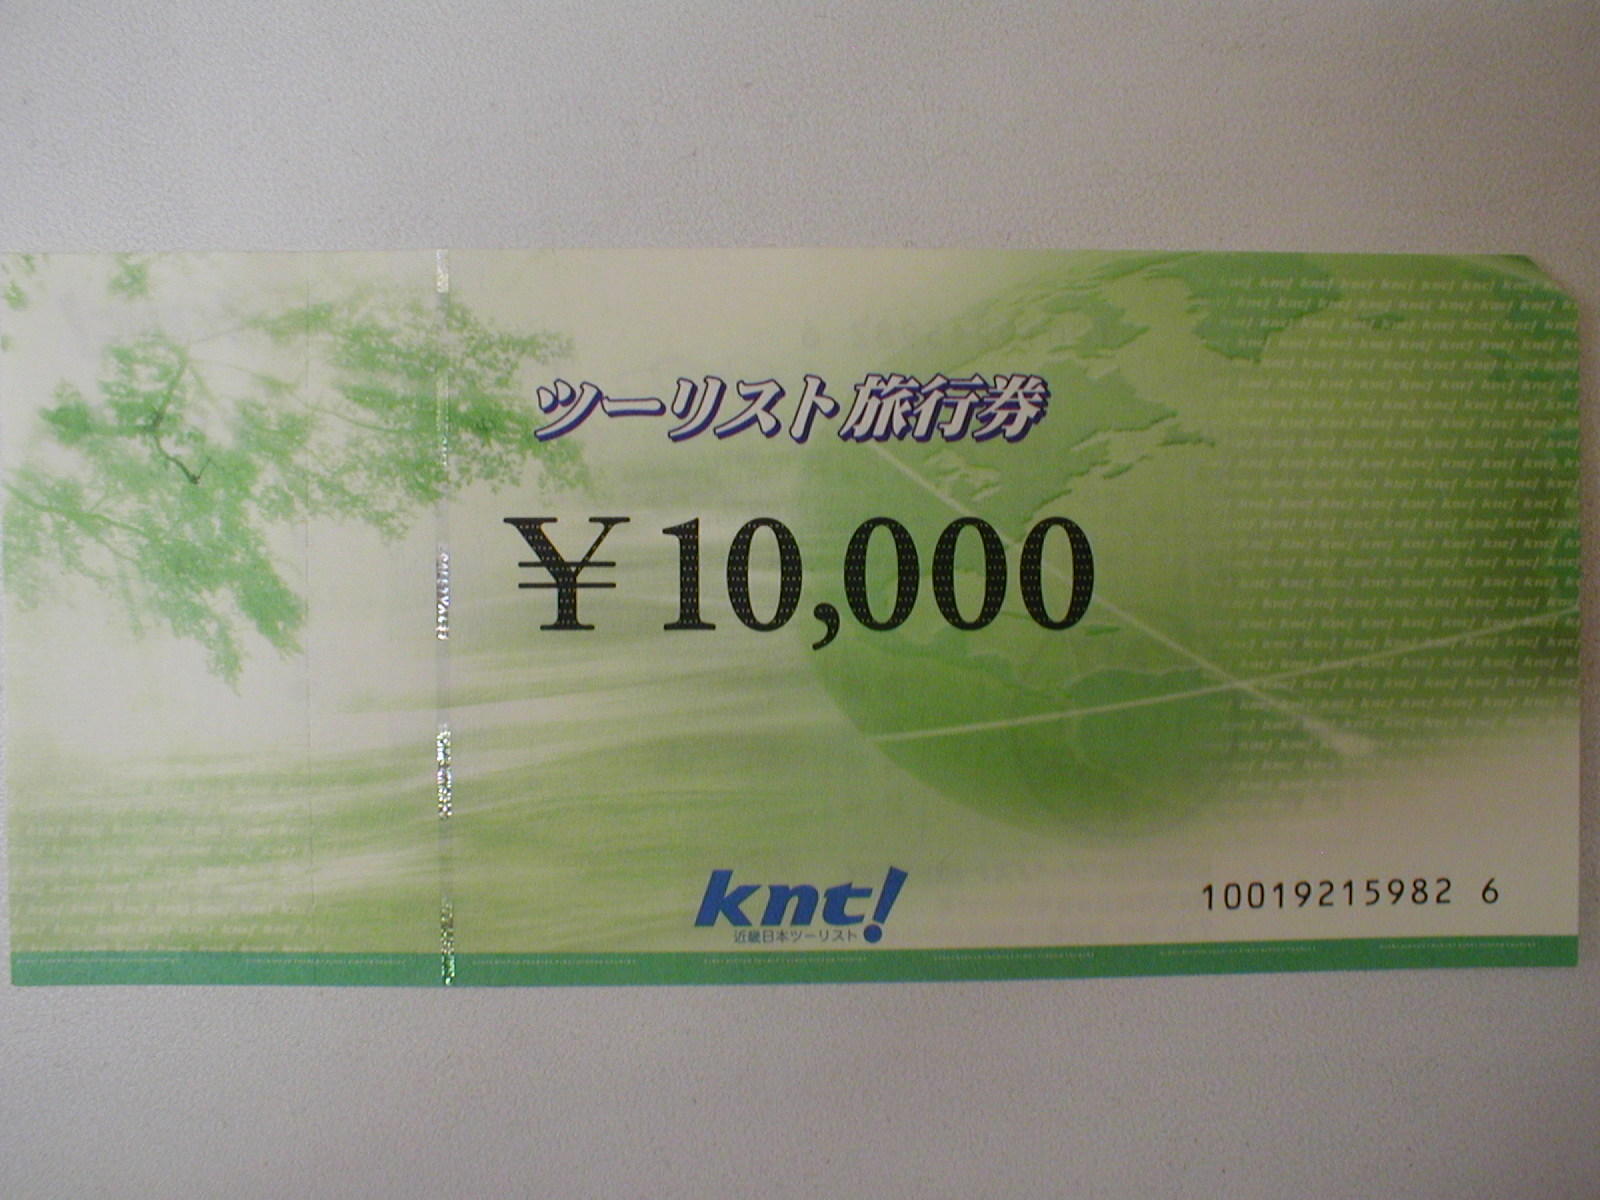 ツーリスト旅行券
¥10,000
knt!
近畿日本ツーリスト
10019215982 6